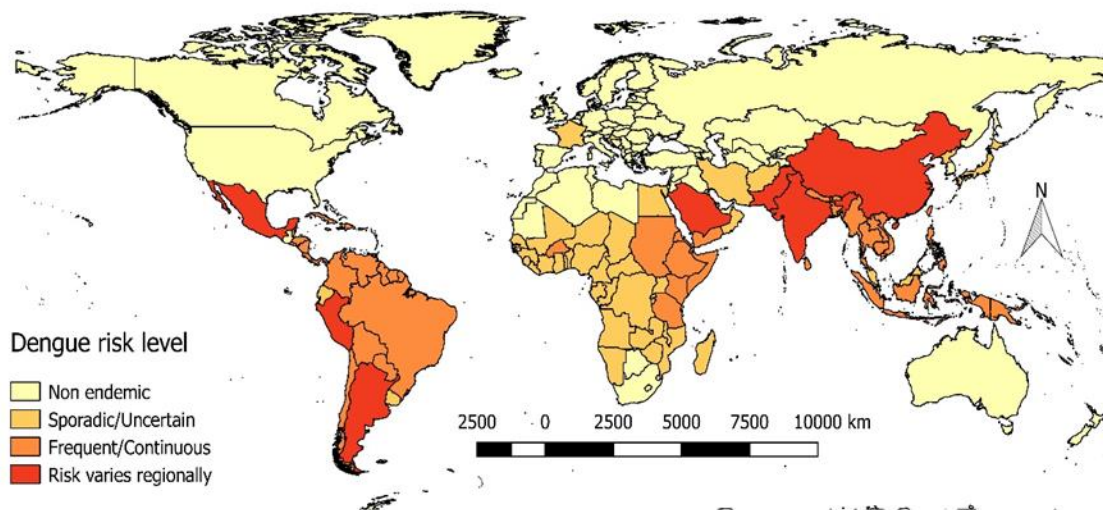 N
Dengue risk level
Non endemic
Sporadic/Uncertain
Frequent/Continuous
Risk varies regionally
2500 0 2500 5000 7500 10000 km